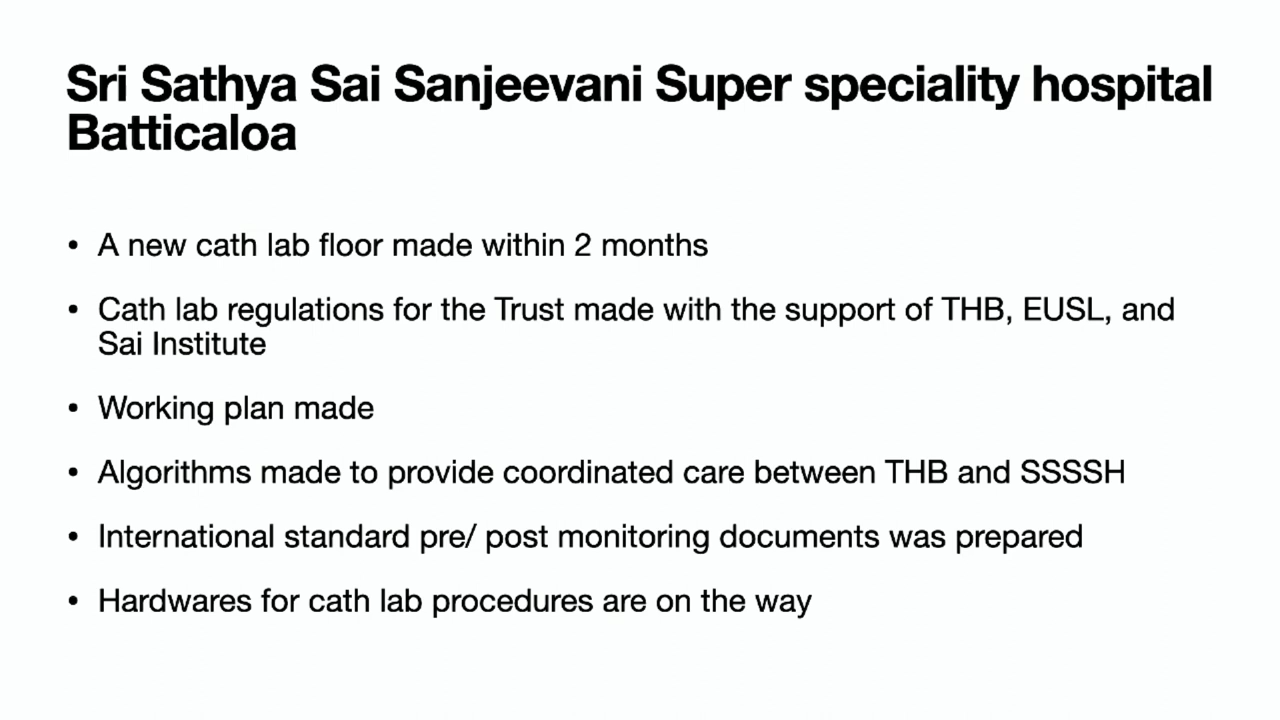 Sri Sathya Sai Sanjeevani Super speciality hospital
Batticaloa
• A new cath lab floor made within 2 months
• Cath lab regulations for the Trust made with the support of THB, EUSL, and
Sai Institute
• Working plan made
• Algorithms made to provide coordinated care between THB and SSSSH
• International standard pre/ post monitoring documents was prepared
• Hardwares for cath lab procedures are on the way